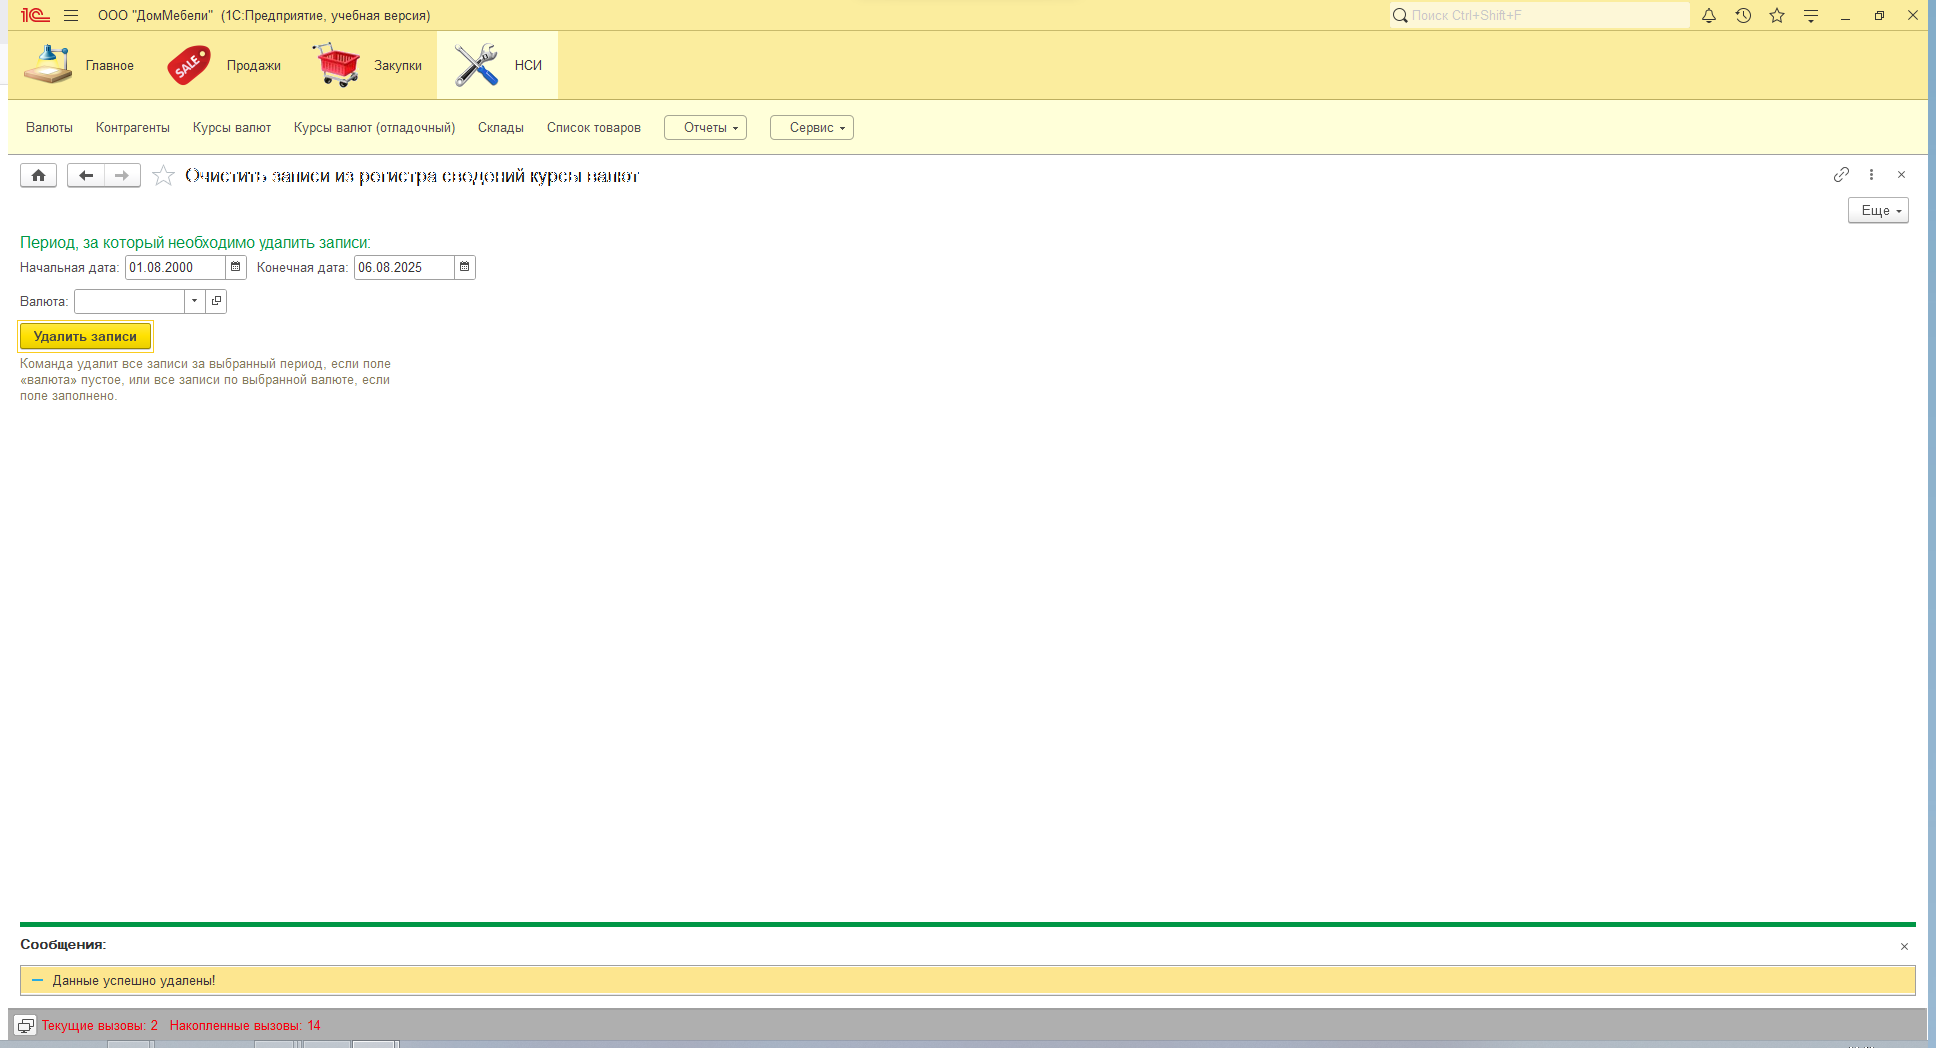 1С ООО "ДомМебели" (1С:Предприятие, учебная версия) Поиск Ctrl+Shift+F
Главное SALE Продажи Закупки НСИ
Валюты Контрагенты Курсы валют Курсы валют (отладочный) Склады Список товаров Отчеты Сервис
Очистить записи из регистра сведений курсы валют
Еще
Период, за который необходимо удалить записи:
Начальная дата: 01.08.2000 Конечная дата: 06.08.2025
Валюта:
Удалить записи
Команда удалит все записи за выбранный период, если поле
«валюта» пустое, или все записи по выбранной валюте, если
поле заполнено.
Сообщения:
Данные успешно удалены!
Текущие вызовы: 2 Накопленные вызовы: 14